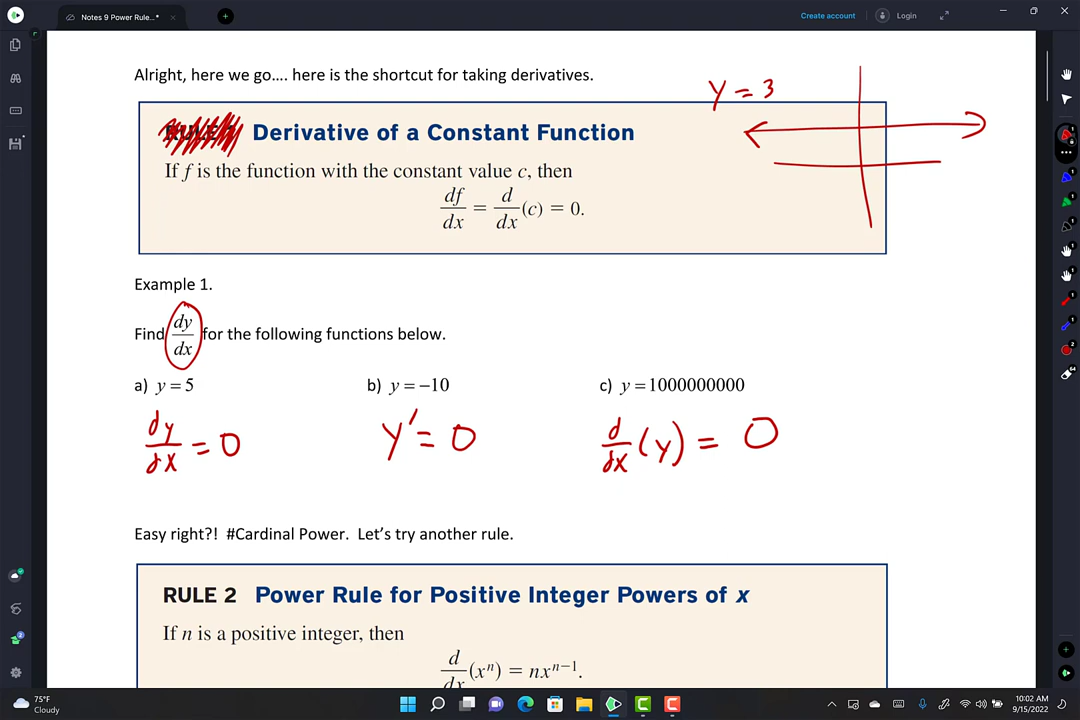 Notes 9 Power Rule...*
Create account
Login
Alright, here we go.... here is the shortcut for taking derivatives.
y = 3
Derivative of a Constant Function
If f is the function with the constant value c, then
df/dx = d/dx (c) = 0.
Example 1.
Find dy/dx for the following functions below.
a) y = 5
b) y = −10
c) y = 1000000000
dy/dx = 0
y' = 0
d/dx (y) = 0
Easy right?! #Cardinal Power. Let's try another rule.
RULE 2 Power Rule for Positive Integer Powers of x
If n is a positive integer, then
d/dx (xⁿ) = nxⁿ⁻¹.
75°F
Cloudy
10:02 AM
9/15/2022